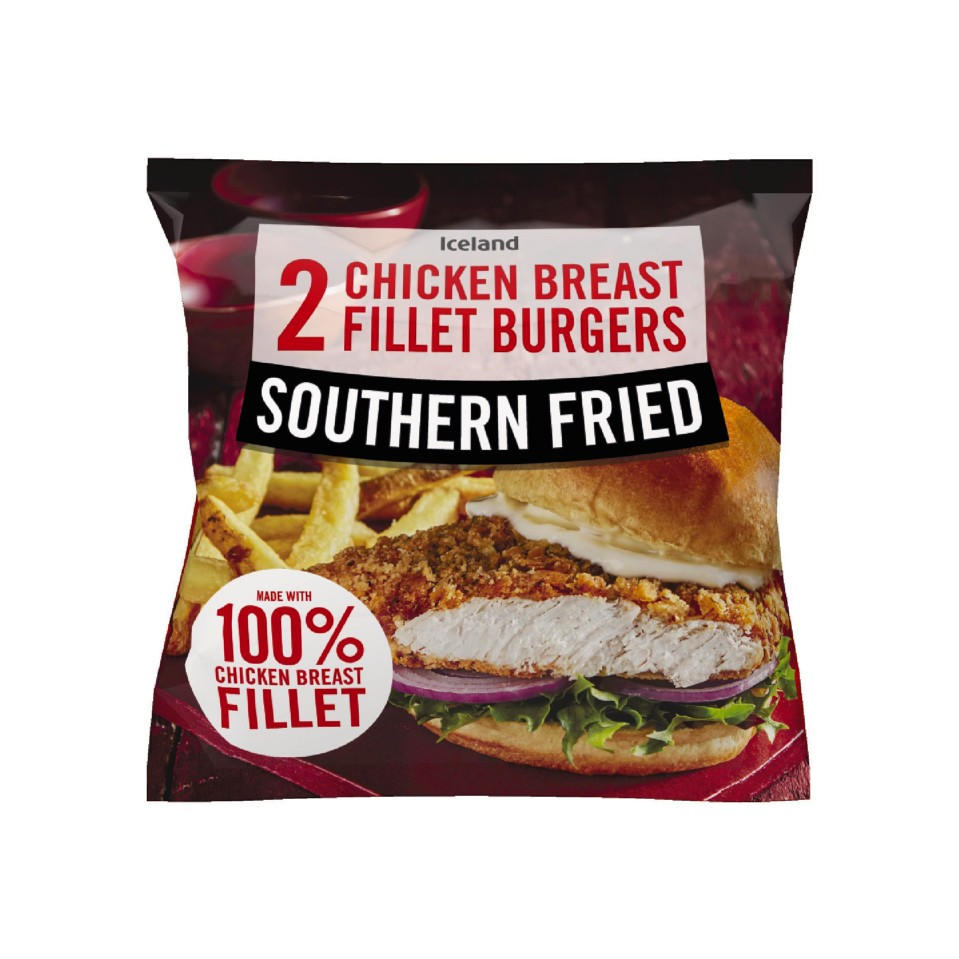 Iceland
2 CHICKEN BREAST
FILLET BURGERS
SOUTHERN FRIED
MADE WITH
100%
CHICKEN BREAST
FILLET